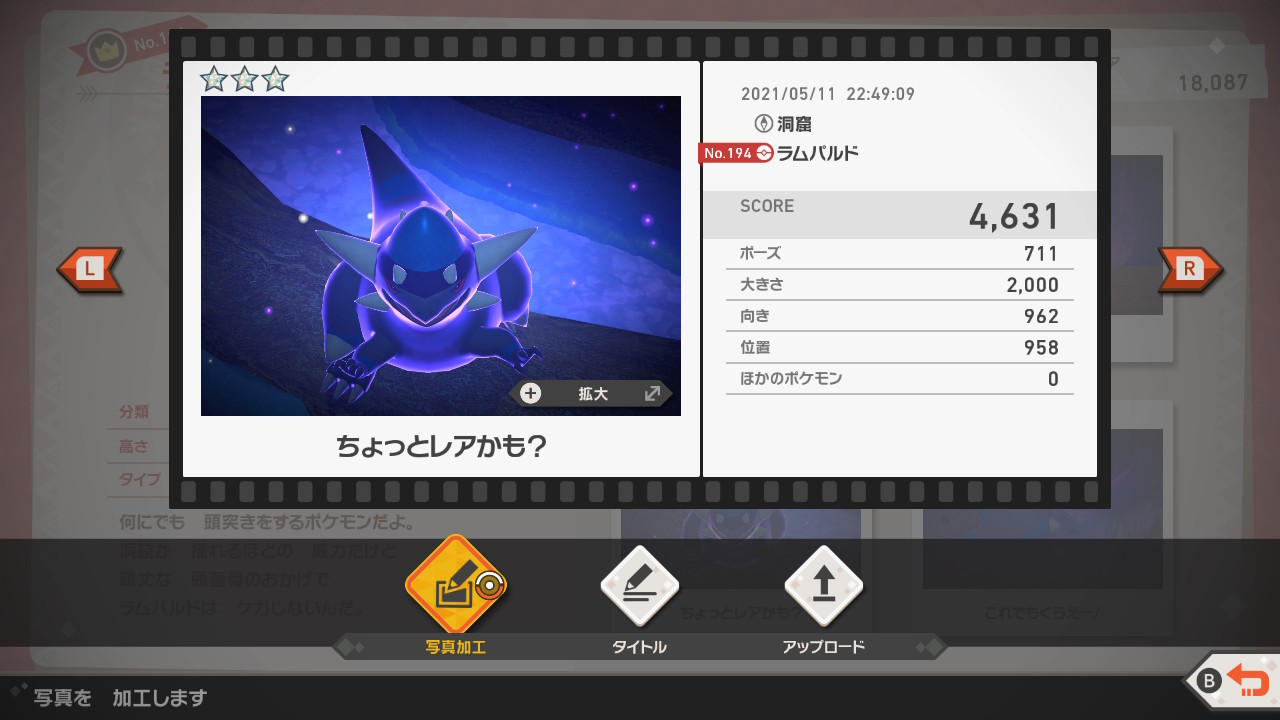 No.1
18,087
2021/05/11 22:49:09
洞窟
No.194 ラムパルド
SCORE 4,631
ポーズ 711
大きさ 2,000
向き 962
位置 958
ほかのポケモン 0
L
R
+ 拡大
ちょっとレアかも？
分類
高さ
タイプ
何にでも 頭突きをするポケモンだよ。
洞窟が 揺れるほどの 威力だけど
頑丈な 頭蓋骨のおかげで
ラムパルドは ケガしないんだ。
ちょっとレアかも？
これでもくらえー！
写真加工
タイトル
アップロード
B
写真を 加工します